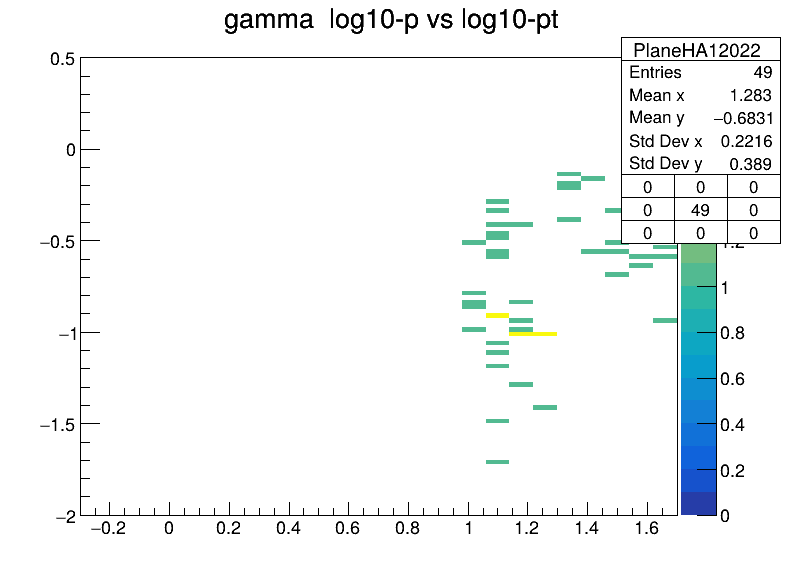 gamma  log10-p vs log10-pt
PlaneHA12022
Entries 49
Mean x 1.283
Mean y −0.6831
Std Dev x 0.2216
Std Dev y 0.389
0 0 0
0 49 0
0 0 0
0.5
0
−0.5
−1
−1.5
−2
−0.2 0 0.2 0.4 0.6 0.8 1 1.2 1.4 1.6
1.2
1
0.8
0.6
0.4
0.2
0